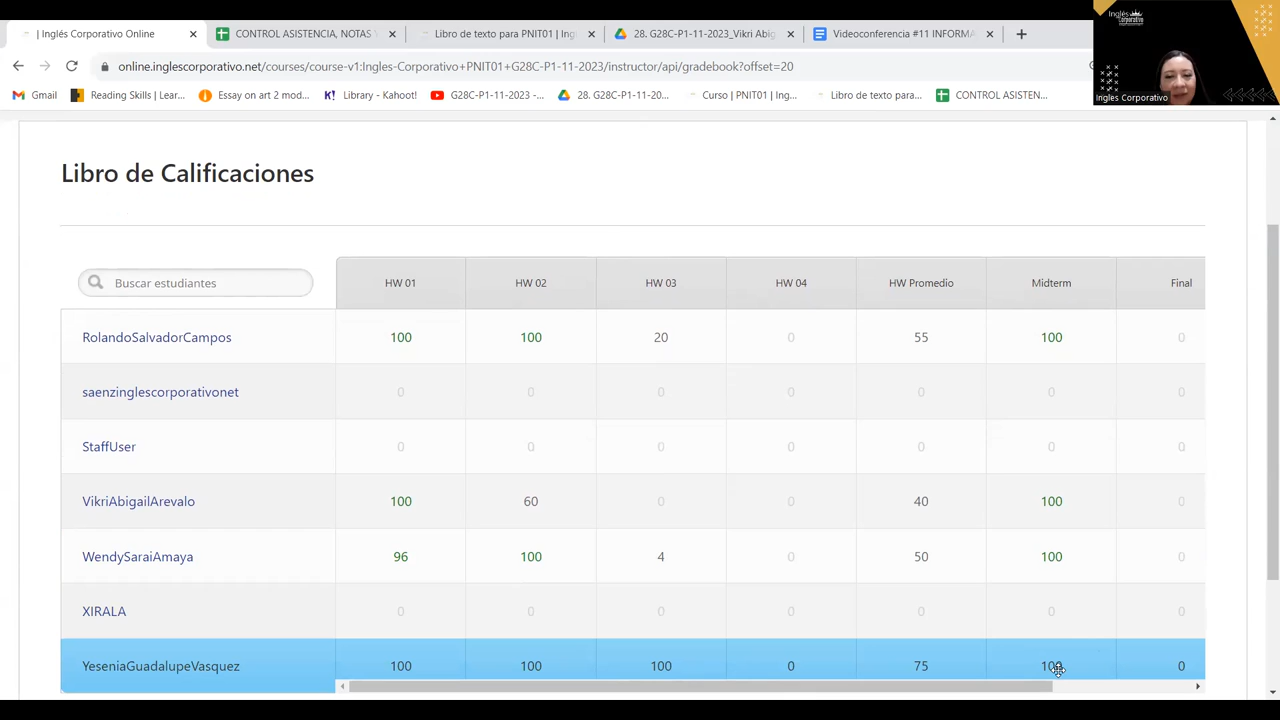 | Inglés Corporativo Online
CONTROL ASISTENCIA, NOTAS Y
Libro de texto para PNIT01 | Ing
28. G28C-P1-11-2023_Vikri Abig
Videoconferencia #11 INFORMA
online.inglescorporativo.net/courses/course-v1:Ingles-Corporativo+PNIT01+G28C-P1-11-2023/instructor/api/gradebook?offset=20
Gmail
Reading Skills | Lear...
Essay on art 2 mod...
Library - Ka...
G28C-P1-11-2023 -...
28. G28C-P1-11-20...
Curso | PNIT01 | In...
Libro de texto para...
CONTROL ASISTEN...
Inglés
Corporativo
Ingles Corporativo
Libro de Calificaciones
Buscar estudiantes HW 01 HW 02 HW 03 HW 04 HW Promedio Midterm Final
RolandoSalvadorCampos 100 100 20 0 55 100 0
saenzinglescorporativonet 0 0 0 0 0 0 0
StaffUser 0 0 0 0 0 0 0
VikriAbigailArevalo 100 60 0 0 40 100 0
WendySaraiAmaya 96 100 4 0 50 100 0
XIRALA 0 0 0 0 0 0 0
YeseniaGuadalupeVasquez 100 100 100 0 75 100 0